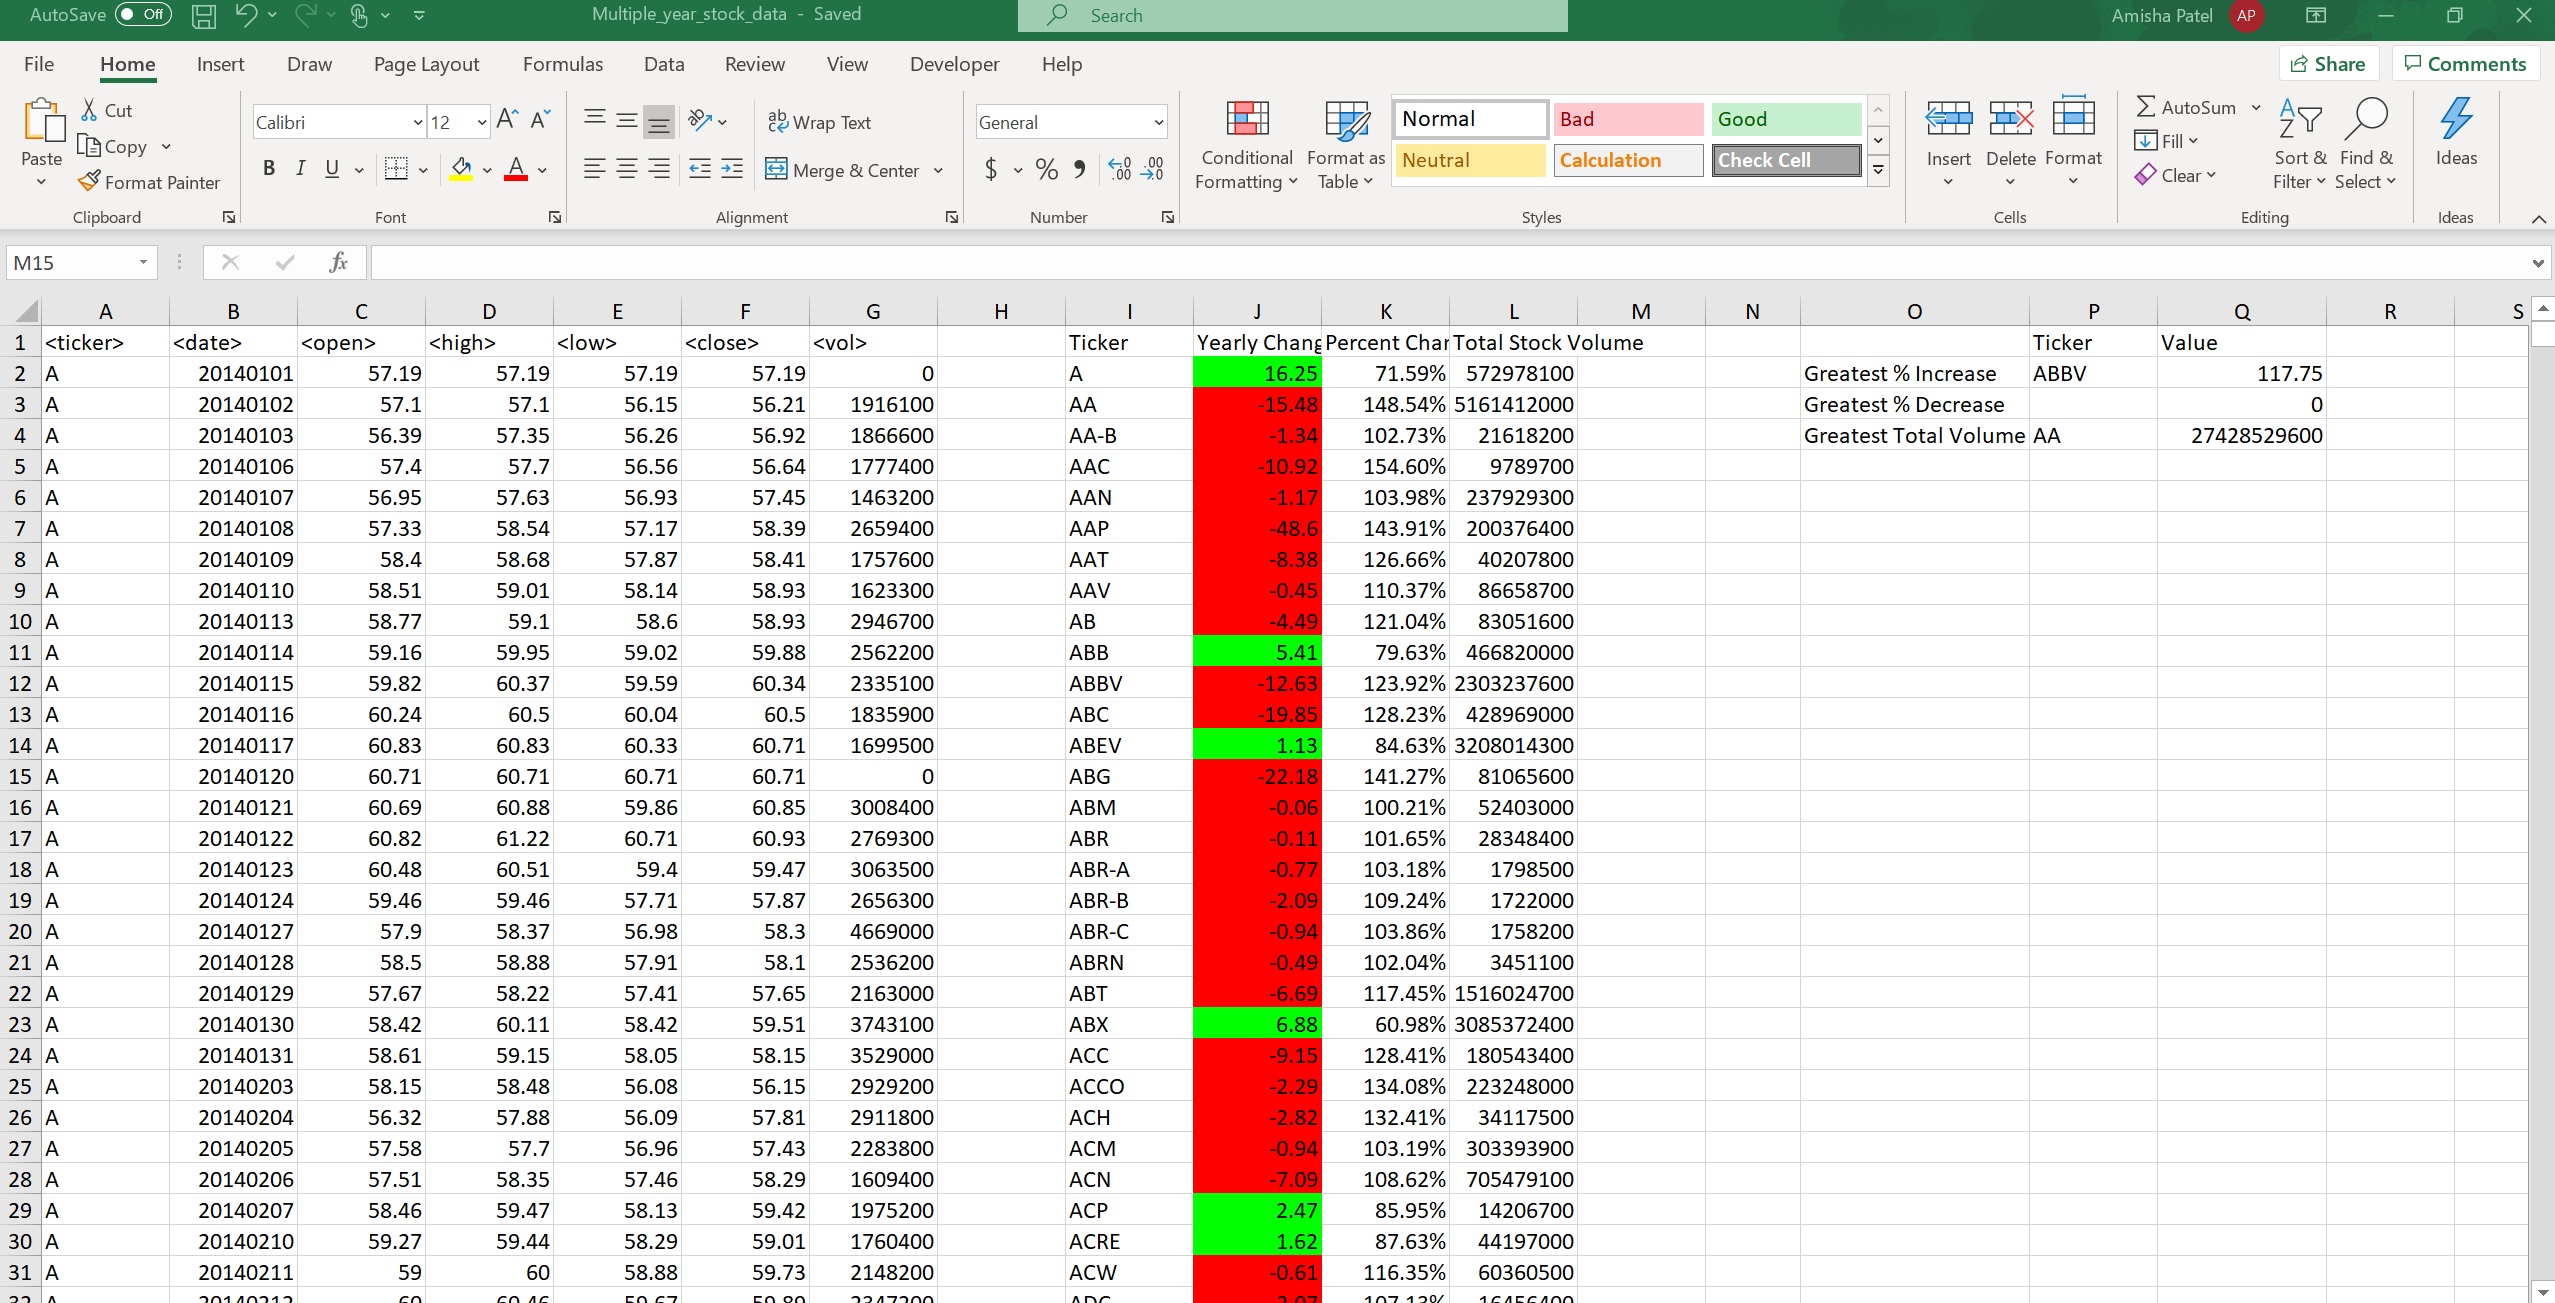 AutoSave Off Multiple_year_stock_data - Saved Search Amisha Patel AP
File Home Insert Draw Page Layout Formulas Data Review View Developer Help Share Comments
Cut
Copy
Format Painter
Paste
Clipboard
Calibri 12
B I U A
Font
Wrap Text
Merge & Center
Alignment
General
$ % 9
Number
Conditional Formatting
Format as Table
Normal Bad Good
Neutral Calculation Check Cell
Styles
Insert Delete Format
Cells
AutoSum
Fill
Clear
Sort & Filter
Find & Select
Editing
Ideas
Ideas
M15 fx
A B C D E F G H I J K L M N O P Q R S
1 <ticker> <date> <open> <high> <low> <close> <vol> Ticker Yearly Chang Percent Char Total Stock Volume Ticker Value
2 A 20140101 57.19 57.19 57.19 57.19 0 A 16.25 71.59% 572978100 Greatest % Increase ABBV 117.75
3 A 20140102 57.1 57.1 56.15 56.21 1916100 AA -15.48 148.54% 5161412000 Greatest % Decrease 0
4 A 20140103 56.39 57.35 56.26 56.92 1866600 AA-B -1.34 102.73% 21618200 Greatest Total Volume AA 27428529600
5 A 20140106 57.4 57.7 56.56 56.64 1777400 AAC -10.92 154.60% 9789700
6 A 20140107 56.95 57.63 56.93 57.45 1463200 AAN -1.17 103.98% 237929300
7 A 20140108 57.33 58.54 57.17 58.39 2659400 AAP -48.6 143.91% 200376400
8 A 20140109 58.4 58.68 57.87 58.41 1757600 AAT -8.38 126.66% 40207800
9 A 20140110 58.51 59.01 58.14 58.93 1623300 AAV -0.45 110.37% 86658700
10 A 20140113 58.77 59.1 58.6 58.93 2946700 AB -4.49 121.04% 83051600
11 A 20140114 59.16 59.95 59.02 59.88 2562200 ABB 5.41 79.63% 466820000
12 A 20140115 59.82 60.37 59.59 60.34 2335100 ABBV -12.63 123.92% 2303237600
13 A 20140116 60.24 60.5 60.04 60.5 1835900 ABC -19.85 128.23% 428969000
14 A 20140117 60.83 60.83 60.33 60.71 1699500 ABEV 1.13 84.63% 3208014300
15 A 20140120 60.71 60.71 60.71 60.71 0 ABG -22.18 141.27% 81065600
16 A 20140121 60.69 60.88 59.86 60.85 3008400 ABM -0.06 100.21% 52403000
17 A 20140122 60.82 61.22 60.71 60.93 2769300 ABR -0.11 101.65% 28348400
18 A 20140123 60.48 60.51 59.4 59.47 3063500 ABR-A -0.77 103.18% 1798500
19 A 20140124 59.46 59.46 57.71 57.87 2656300 ABR-B -2.09 109.24% 1722000
20 A 20140127 57.9 58.37 56.98 58.3 4669000 ABR-C -0.94 103.86% 1758200
21 A 20140128 58.5 58.88 57.91 58.1 2536200 ABRN -0.49 102.04% 3451100
22 A 20140129 57.67 58.22 57.41 57.65 2163000 ABT -6.69 117.45% 1516024700
23 A 20140130 58.42 60.11 58.42 59.51 3743100 ABX 6.88 60.98% 3085372400
24 A 20140131 58.61 59.15 58.05 58.15 3529000 ACC -9.15 128.41% 180543400
25 A 20140203 58.15 58.48 56.08 56.15 2929200 ACCO -2.29 134.08% 223248000
26 A 20140204 56.32 57.88 56.09 57.81 2911800 ACH -2.82 132.41% 34117500
27 A 20140205 57.58 57.7 56.96 57.43 2283800 ACM -0.94 103.19% 303393900
28 A 20140206 57.51 58.35 57.46 58.29 1609400 ACN -7.09 108.62% 705479100
29 A 20140207 58.46 59.47 58.13 59.42 1975200 ACP 2.47 85.95% 14206700
30 A 20140210 59.27 59.44 58.29 59.01 1760400 ACRE 1.62 87.63% 44197000
31 A 20140211 59 60 58.88 59.73 2148200 ACW -0.61 116.35% 60360500